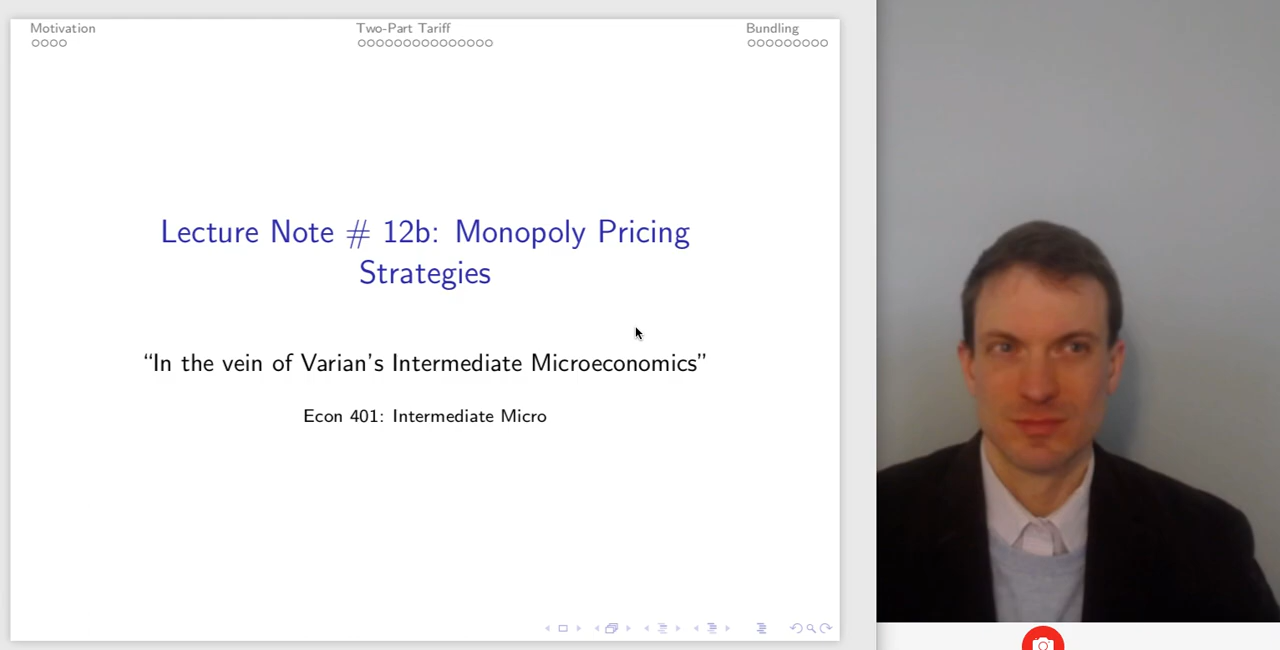 Motivation
Two-Part Tariff
Bundling
Lecture Note # 12b: Monopoly Pricing
Strategies
“In the vein of Varian’s Intermediate Microeconomics”
Econ 401: Intermediate Micro